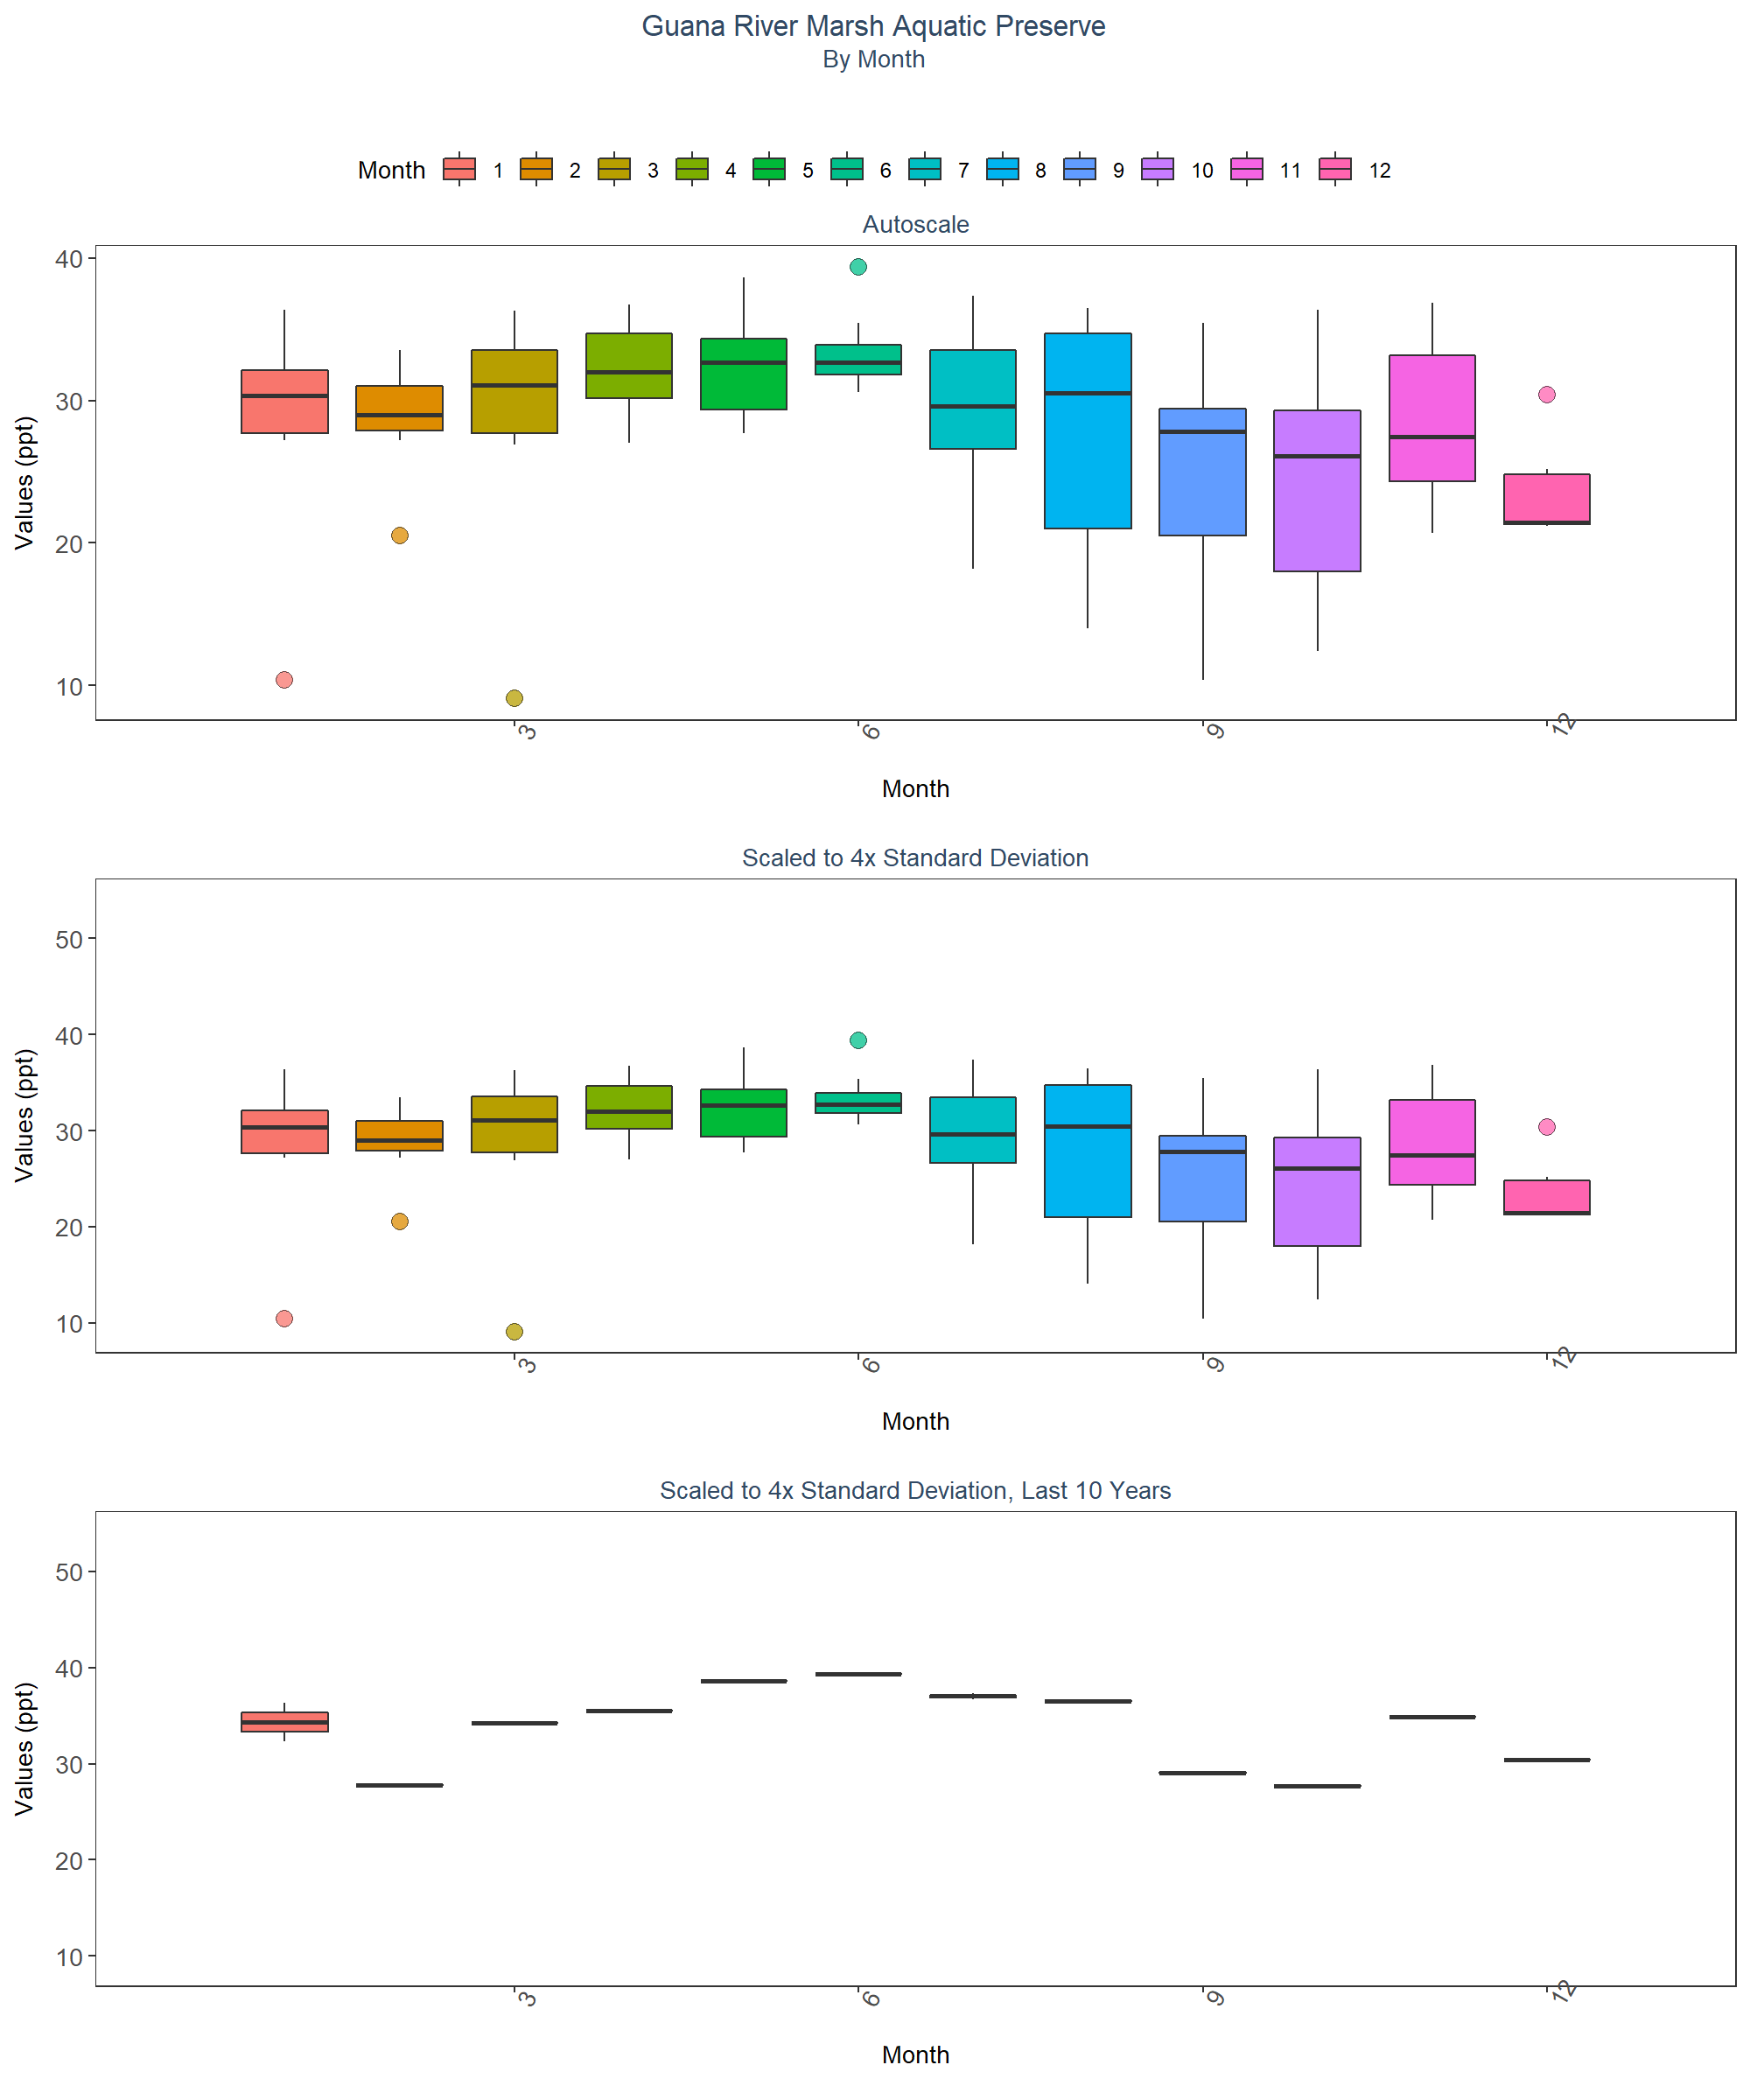 Guana River Marsh Aquatic Preserve
By Month
Month 1 2 3 4 5 6 7 8 9 10 11 12
Autoscale
Values (ppt)
40
30
20
10
3 6 9 12
Month
Scaled to 4x Standard Deviation
Values (ppt)
50
40
30
20
10
3 6 9 12
Month
Scaled to 4x Standard Deviation, Last 10 Years
Values (ppt)
50
40
30
20
10
3 6 9 12
Month